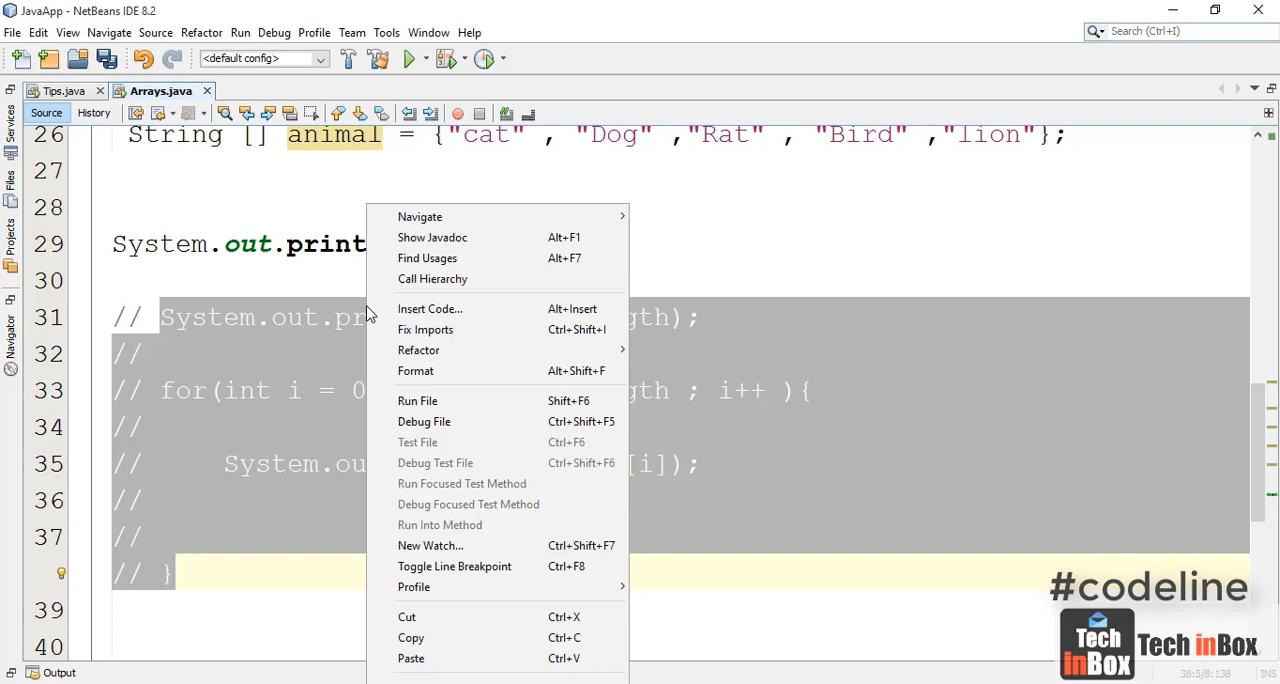 JavaApp - NetBeans IDE 8.2
File Edit View Navigate Source Refactor Run Debug Profile Team Tools Window Help
Search (Ctrl+I)
<default config>
Tips.java Arrays.java
Source History
Services
Files
Projects
Navigator
26 String [] animal = {"cat" , "Dog" ,"Rat" , "Bird" ,"lion"};
27
28
29 System.out.print
30
31 // System.out.pr gth);
32 //
33 // for(int i = 0 gth ; i++ ){
34 //
35 // System.ou [i]);
36 //
37 //
// }
39
40
Navigate
Show Javadoc Alt+F1
Find Usages Alt+F7
Call Hierarchy
Insert Code... Alt+Insert
Fix Imports Ctrl+Shift+I
Refactor
Format Alt+Shift+F
Run File Shift+F6
Debug File Ctrl+Shift+F5
Test File Ctrl+F6
Debug Test File Ctrl+Shift+F6
Run Focused Test Method
Debug Focused Test Method
Run Into Method
New Watch... Ctrl+Shift+F7
Toggle Line Breakpoint Ctrl+F8
Profile
Cut Ctrl+X
Copy Ctrl+C
Paste Ctrl+V
#codeline
Tech
inBox
Tech inBox
Output
38:5/8:138 INS